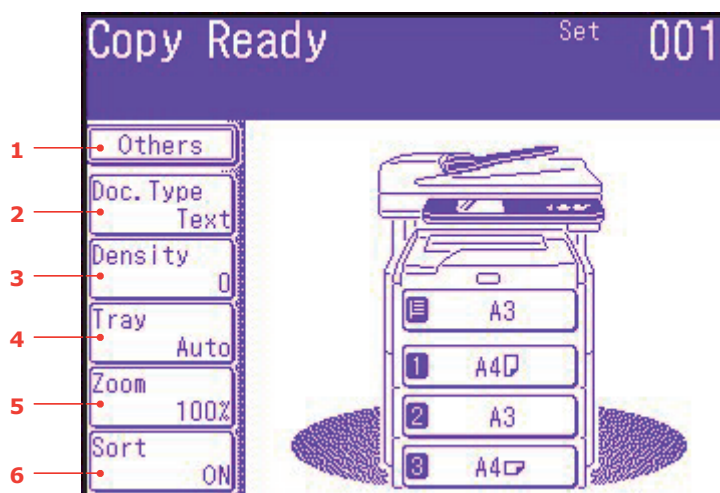 Copy Ready Set 001
1 Others
2 Doc.Type
Text
3 Density
0
4 Tray
Auto
5 Zoom
100%
6 Sort
ON
A3
1 A4
2 A3
3 A4